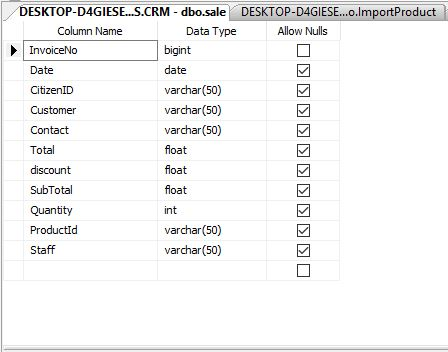 DESKTOP-D4GIESE...S.CRM - dbo.sale DESKTOP-D4GIESE...o.ImportProduct
Column Name Data Type Allow Nulls
InvoiceNo bigint
Date date
CitizenID varchar(50)
Customer varchar(50)
Contact varchar(50)
Total float
discount float
SubTotal float
Quantity int
ProductId varchar(50)
Staff varchar(50)